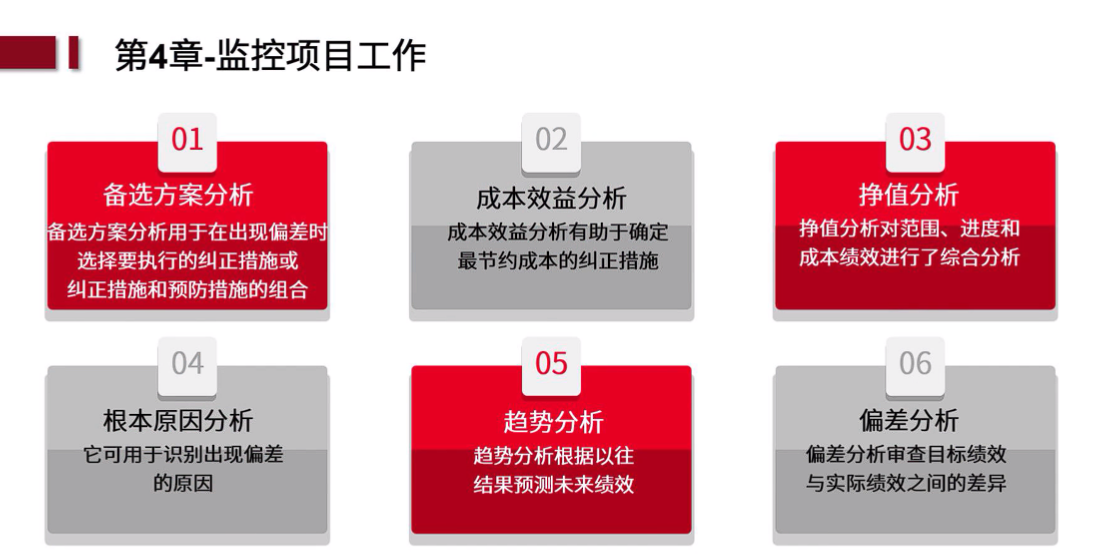 第4章-监控项目工作
01
备选方案分析
备选方案分析用于在出现偏差时
选择要执行的纠正措施或
纠正措施和预防措施的组合
02
成本效益分析
成本效益分析有助于确定
最节约成本的纠正措施
03
挣值分析
挣值分析对范围、进度和
成本绩效进行了综合分析
04
根本原因分析
它可用于识别出现偏差
的原因
05
趋势分析
趋势分析根据以往
结果预测未来绩效
06
偏差分析
偏差分析审查目标绩效
与实际绩效之间的差异